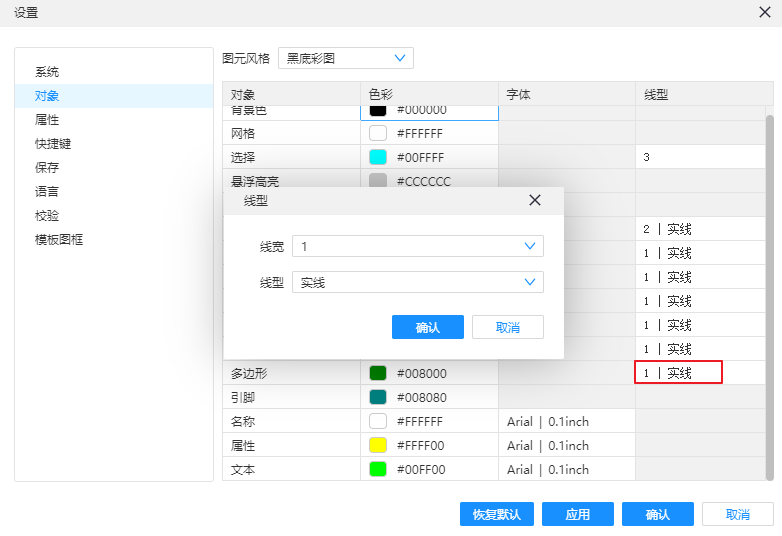 设置
系统
对象
属性
快捷键
保存
语言
校验
模板图框
图元风格 黑底彩图
对象 色彩 字体 线型
背景色 #000000
网格 #FFFFFF
选择 #00FFFF 3
悬浮高亮 #CCCCCC
线型
线宽 1
线型 实线
确认 取消
2 | 实线
1 | 实线
1 | 实线
1 | 实线
1 | 实线
1 | 实线
多边形 #008000 1 | 实线
引脚 #008080
名称 #FFFFFF Arial | 0.1inch
属性 #FFFF00 Arial | 0.1inch
文本 #00FF00 Arial | 0.1inch
恢复默认 应用 确认 取消